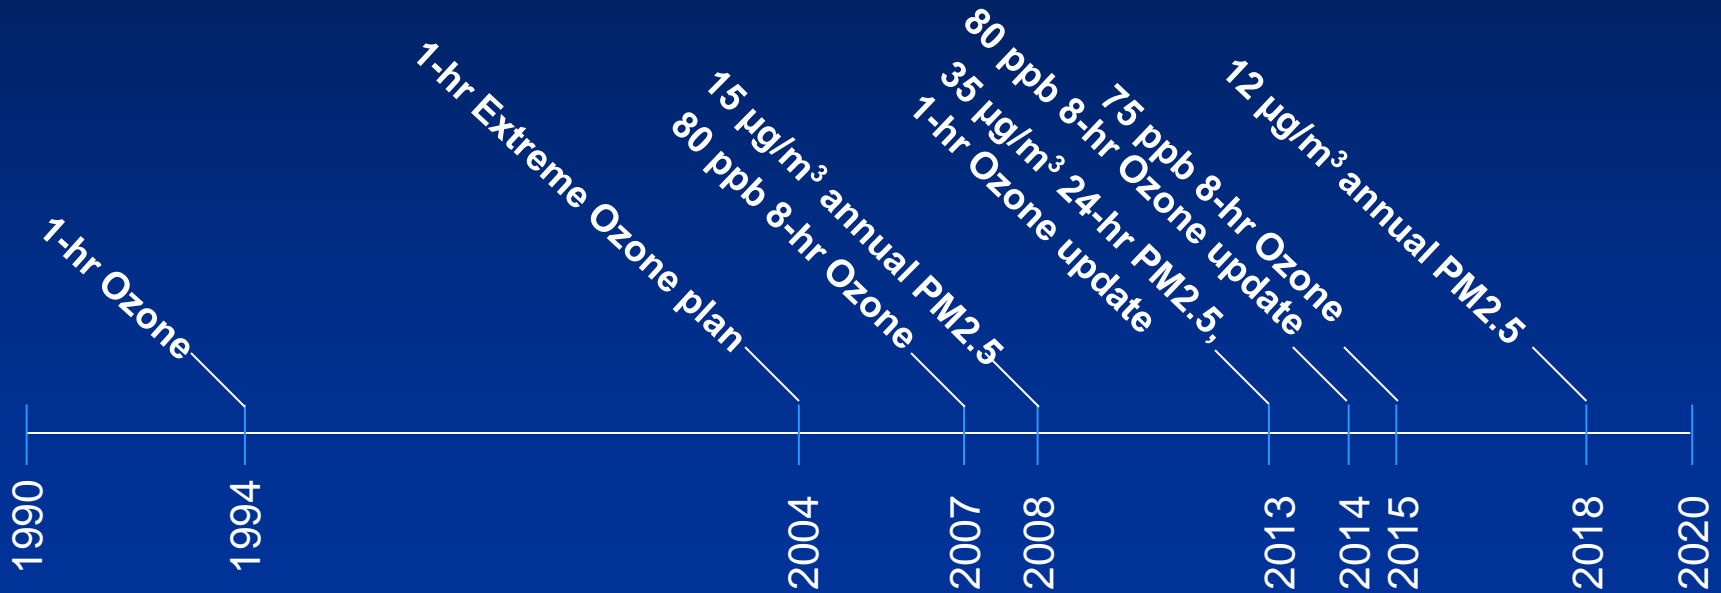 1-hr Ozone
1-hr Extreme Ozone plan
80 ppb 8-hr Ozone
15 µg/m³ annual PM2.5
1-hr Ozone update
35 µg/m³ 24-hr PM2.5,
80 ppb 8-hr Ozone update
75 ppb 8-hr Ozone
12 µg/m³ annual PM2.5
1990
1994
2004
2007
2008
2013
2014
2015
2018
2020